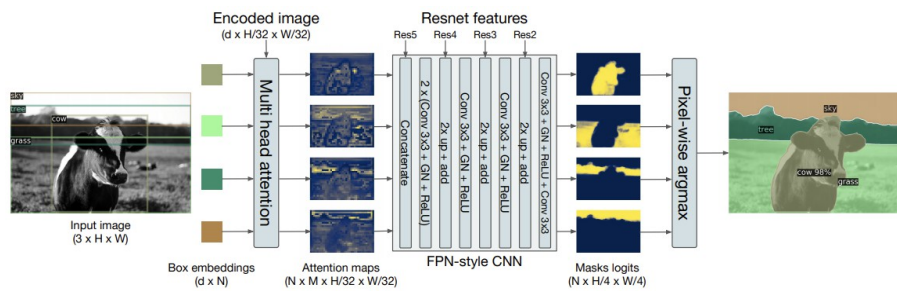 Encoded image
(d x H/32 x W/32)
Resnet features
Res5
Res4
Res3
Res2
sky
tree
cow
grass
Input image
(3 x H x W)
Box embeddings
(d x N)
Multi head attention
Attention maps
(N x M x H/32 x W/32)
Concatenate
2 x (Conv 3x3 + GN + ReLU)
2x up + add
Conv 3x3 + GN + ReLU
2x up + add
Conv 3x3 + GN + ReLU
2x up + add
Conv 3x3 + GN + ReLU + Conv 3x3
FPN-style CNN
Masks logits
(N x H/4 x W/4)
Pixel-wise argmax
sky
tree
cow 98%
grass